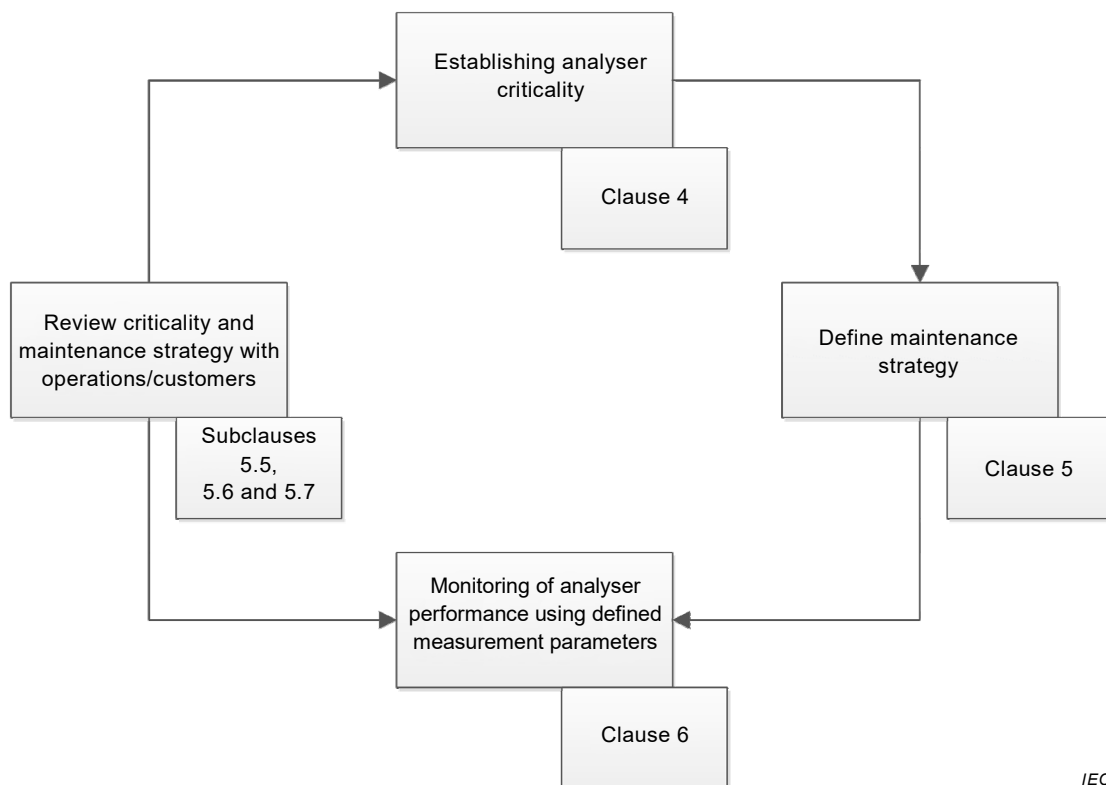 Establishing analyser
criticality
Clause 4
Review criticality and
maintenance strategy with
operations/customers
Subclauses
5.5,
5.6 and 5.7
Define maintenance
strategy
Clause 5
Monitoring of analyser
performance using defined
measurement parameters
Clause 6
IEC